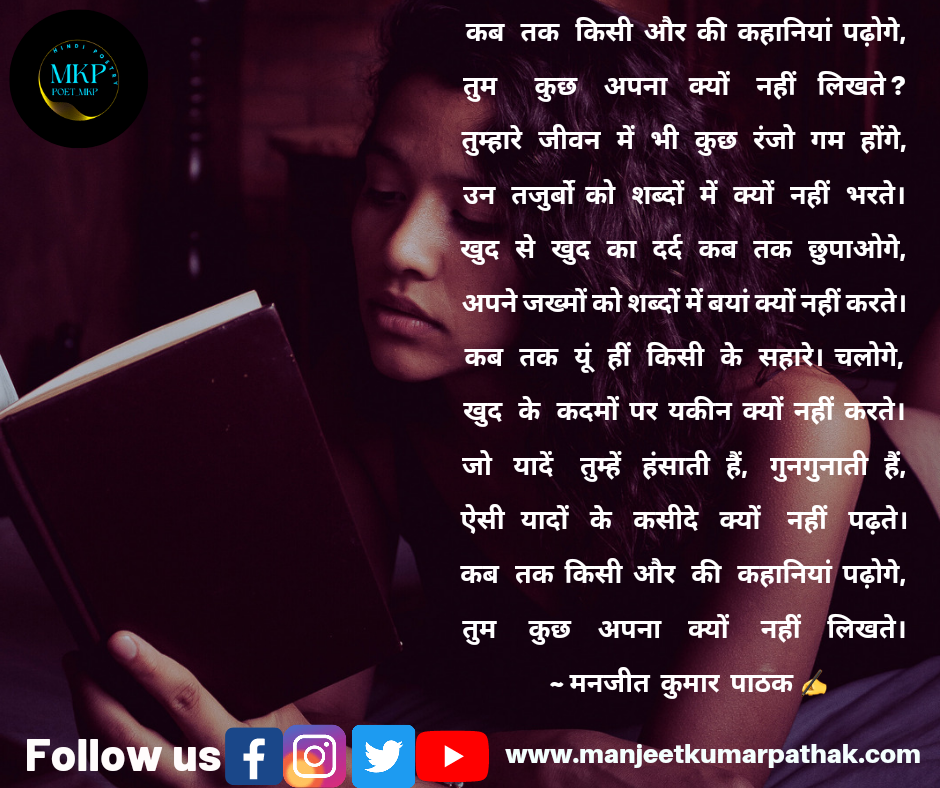 HINDI POETRY
MKP
POET MKP
कब तक किसी और की कहानियां पढ़ोगे,
तुम कुछ अपना क्यों नहीं लिखते ?
तुम्हारे जीवन में भी कुछ रंजो गम होंगे,
उन तजुर्बो को शब्दों में क्यों नहीं भरते।
खुद से खुद का दर्द कब तक छुपाओगे,
अपने जख्मों को शब्दों में बयां क्यों नहीं करते।
कब तक यूं हीं किसी के सहारे। चलोगे,
खुद के कदमों पर यकीन क्यों नहीं करते।
जो यादें तुम्हें हंसाती हैं, गुनगुनाती हैं,
ऐसी यादों के कसीदे क्यों नहीं पढ़ते।
कब तक किसी और की कहानियां पढ़ोगे,
तुम कुछ अपना क्यों नहीं लिखते।
~ मनजीत कुमार पाठक ✍️
Follow us
www.manjeetkumarpathak.com